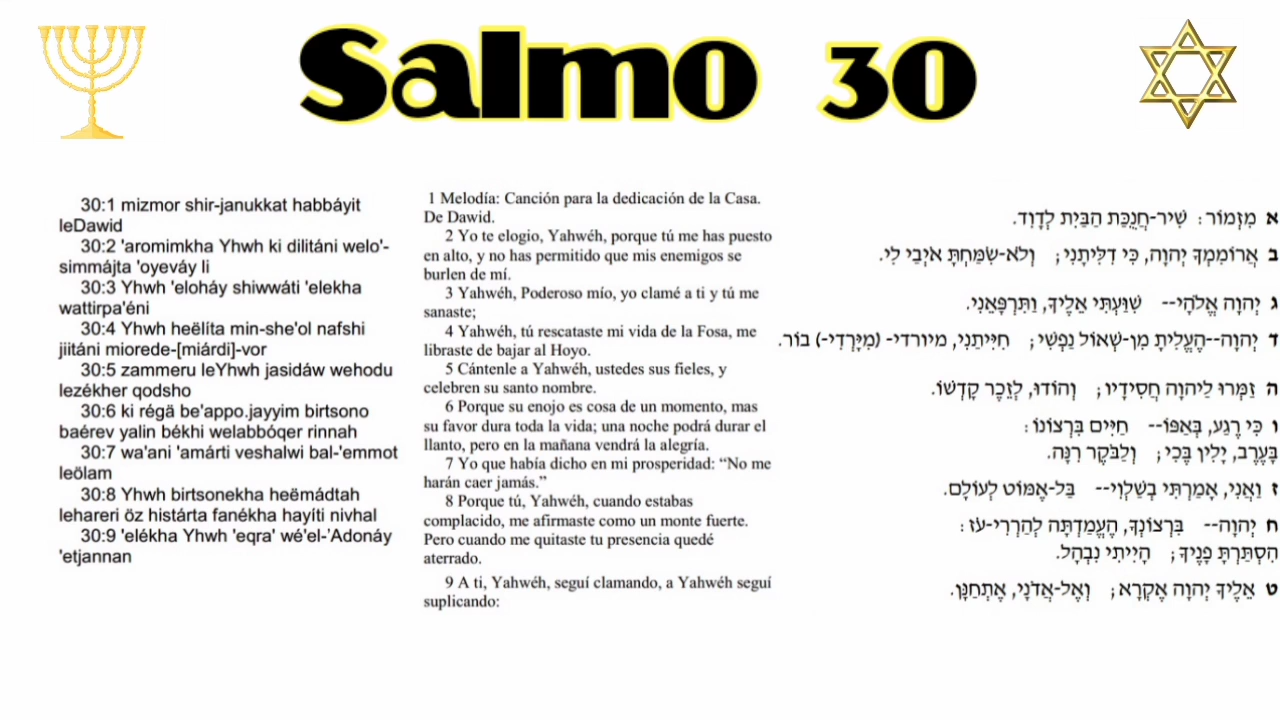 Salmo 30
30:1 mizmor shir-janukkat habbáyit
leDawid
30:2 'aromimkha Yhwh ki dilitáni welo'-
simmájta 'oyeváy li
30:3 Yhwh 'eloháy shiwwáti 'elekha
wattirpa'éni
30:4 Yhwh heëlíta min-she'ol nafshi
jiitáni miorede-[miárdi]-vor
30:5 zammeru leYhwh jasidáw wehodu
lezékher qodsho
30:6 ki régä be'appo.jayyim birtsono
baérev yalin békhi welabbóqer rinnah
30:7 wa'ani 'amárti veshalwi bal-'emmot
leölam
30:8 Yhwh birtsonekha heëmádtah
lehareri öz histárta fanékha hayíti nivhal
30:9 'elékha Yhwh 'eqra' wé'el-'Adonáy
'etjannan
1 Melodía: Canción para la dedicación de la Casa.
De Dawid.
2 Yo te elogio, Yahwéh, porque tú me has puesto
en alto, y no has permitido que mis enemigos se
burlen de mí.
3 Yahwéh, Poderoso mío, yo clamé a ti y tú me
sanaste;
4 Yahwéh, tú rescataste mi vida de la Fosa, me
libraste de bajar al Hoyo.
5 Cántenle a Yahwéh, ustedes sus fieles, y
celebren su santo nombre.
6 Porque su enojo es cosa de un momento, mas
su favor dura toda la vida; una noche podrá durar el
llanto, pero en la mañana vendrá la alegría.
7 Yo que había dicho en mi prosperidad: “No me
harán caer jamás.”
8 Porque tú, Yahwéh, cuando estabas
complacido, me afirmaste como un monte fuerte.
Pero cuando me quitaste tu presencia quedé
aterrado.
9 A ti, Yahwéh, seguí clamando, a Yahwéh seguí
suplicando:
א מִזְמוֹר: שִׁיר-חֲנֻכַּת הַבַּיִת לְדָוִד.
ב אֲרוֹמִמְךָ יְהוָה, כִּי דִלִּיתָנִי; וְלֹא-שִׂמַּחְתָּ אֹיְבַי לִי.
ג יְהוָה אֱלֹהָי-- שִׁוַּעְתִּי אֵלֶיךָ, וַתִּרְפָּאֵנִי.
ד יְהוָה--הֶעֱלִיתָ מִן-שְׁאוֹל נַפְשִׁי; חִיִּיתַנִי, מיורדי- (מִיָּרְדִי-) בוֹר.
ה זַמְּרוּ לַיהוָה חֲסִידָיו; וְהוֹדוּ, לְזֵכֶר קָדְשׁוֹ.
ו כִּי רֶגַע, בְּאַפּוֹ-- חַיִּים בִּרְצוֹנוֹ:
בָּעֶרֶב, יָלִין בֶּכִי; וְלַבֹּקֶר רִנָּה.
ז וַאֲנִי, אָמַרְתִּי בְשַׁלְוִי-- בַּל-אֶמּוֹט לְעוֹלָם.
ח יְהוָה-- בִּרְצוֹנְךָ, הֶעֱמַדְתָּה לְהַרְרִי-עֹז:
הִסְתַּרְתָּ פָנֶיךָ; הָיִיתִי נִבְהָל.
ט אֵלֶיךָ יְהוָה אֶקְרָא; וְאֶל-אֲדֹנָי, אֶתְחַנָּן.